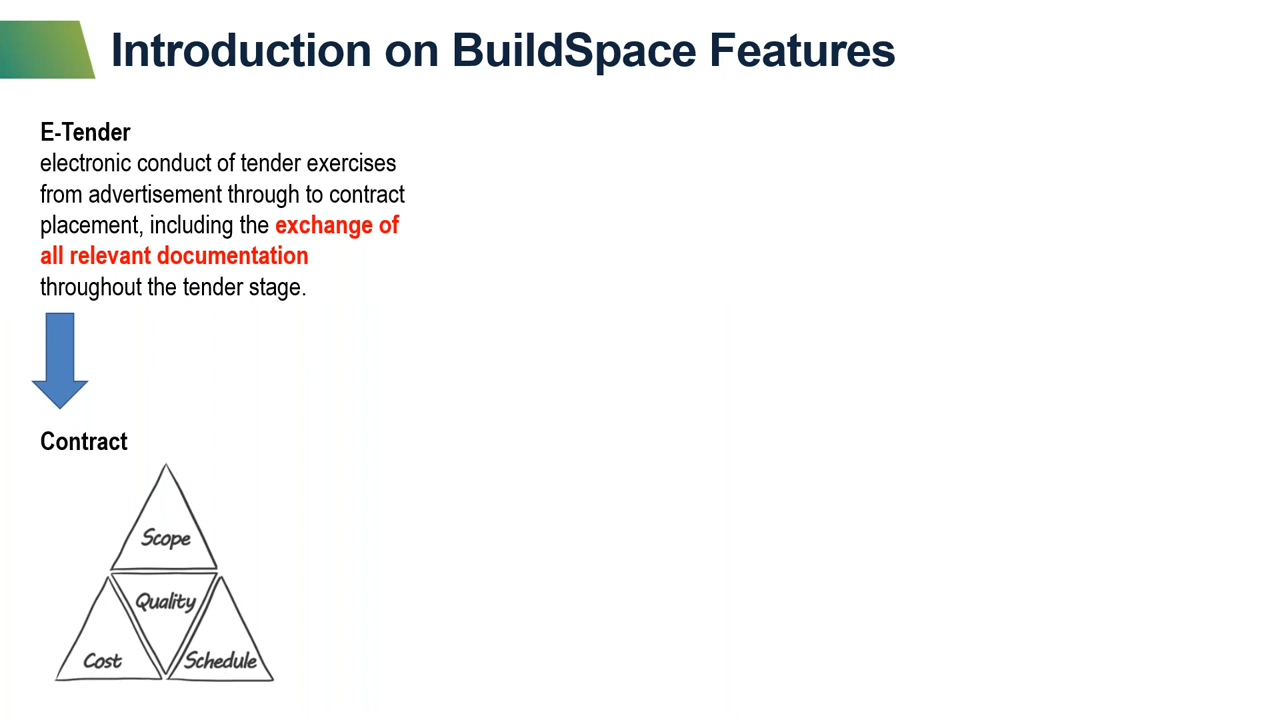 Introduction on BuildSpace Features
E-Tender
electronic conduct of tender exercises
from advertisement through to contract
placement, including the exchange of
all relevant documentation
throughout the tender stage.
Contract
Scope
Quality
Cost
Schedule